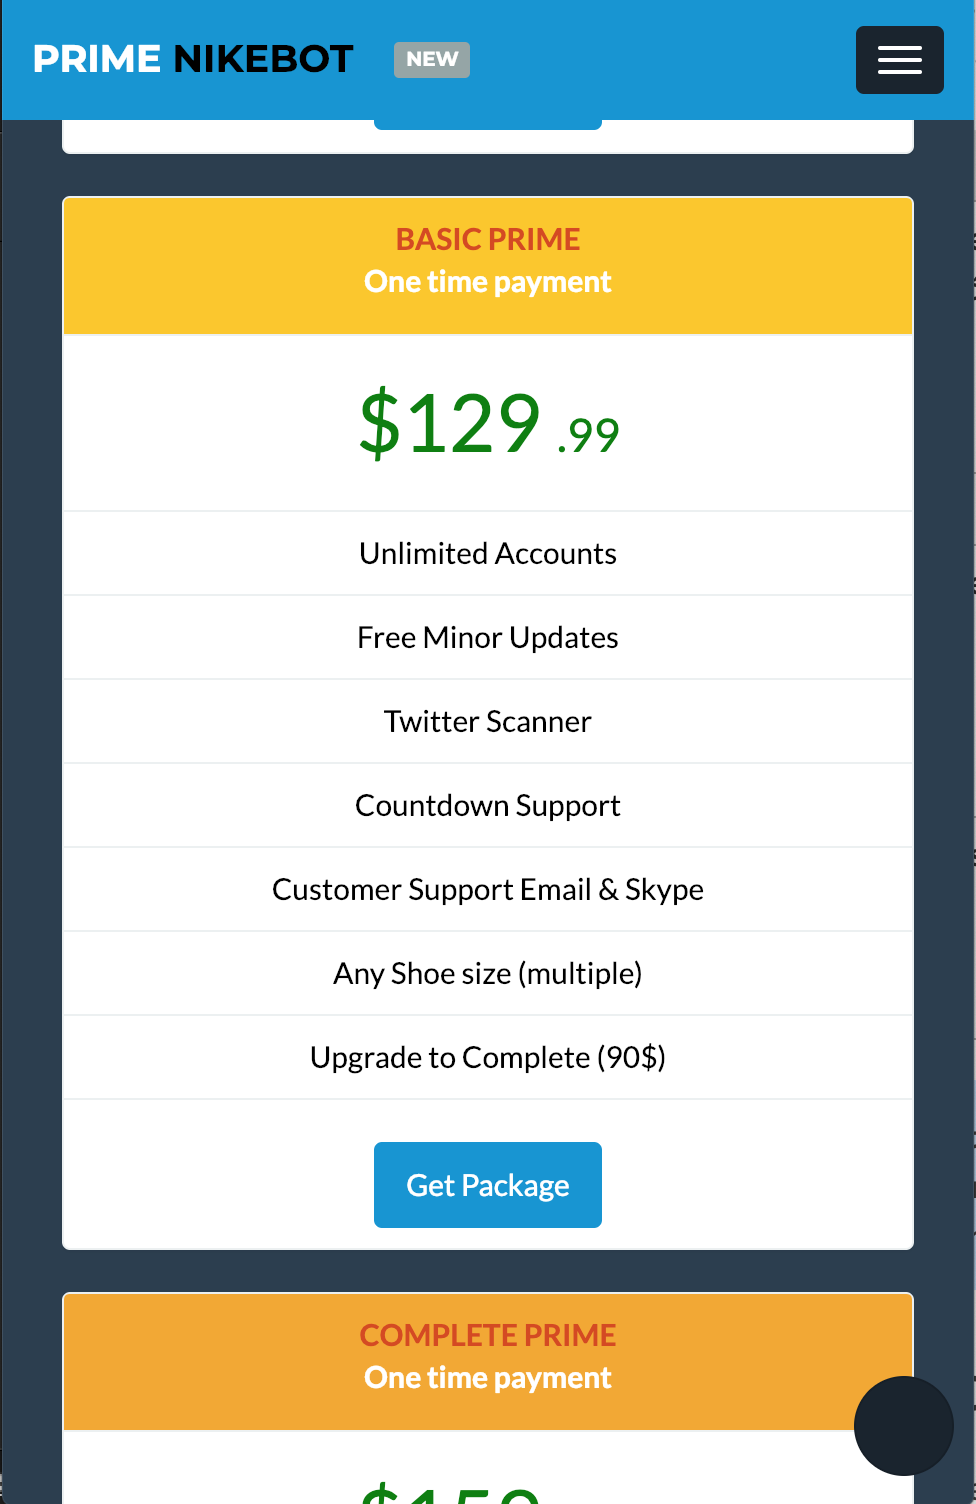 PRIME NIKEBOT NEW
BASIC PRIME
One time payment
$129 .99
Unlimited Accounts
Free Minor Updates
Twitter Scanner
Countdown Support
Customer Support Email & Skype
Any Shoe size (multiple)
Upgrade to Complete (90$)
Get Package
COMPLETE PRIME
One time payment